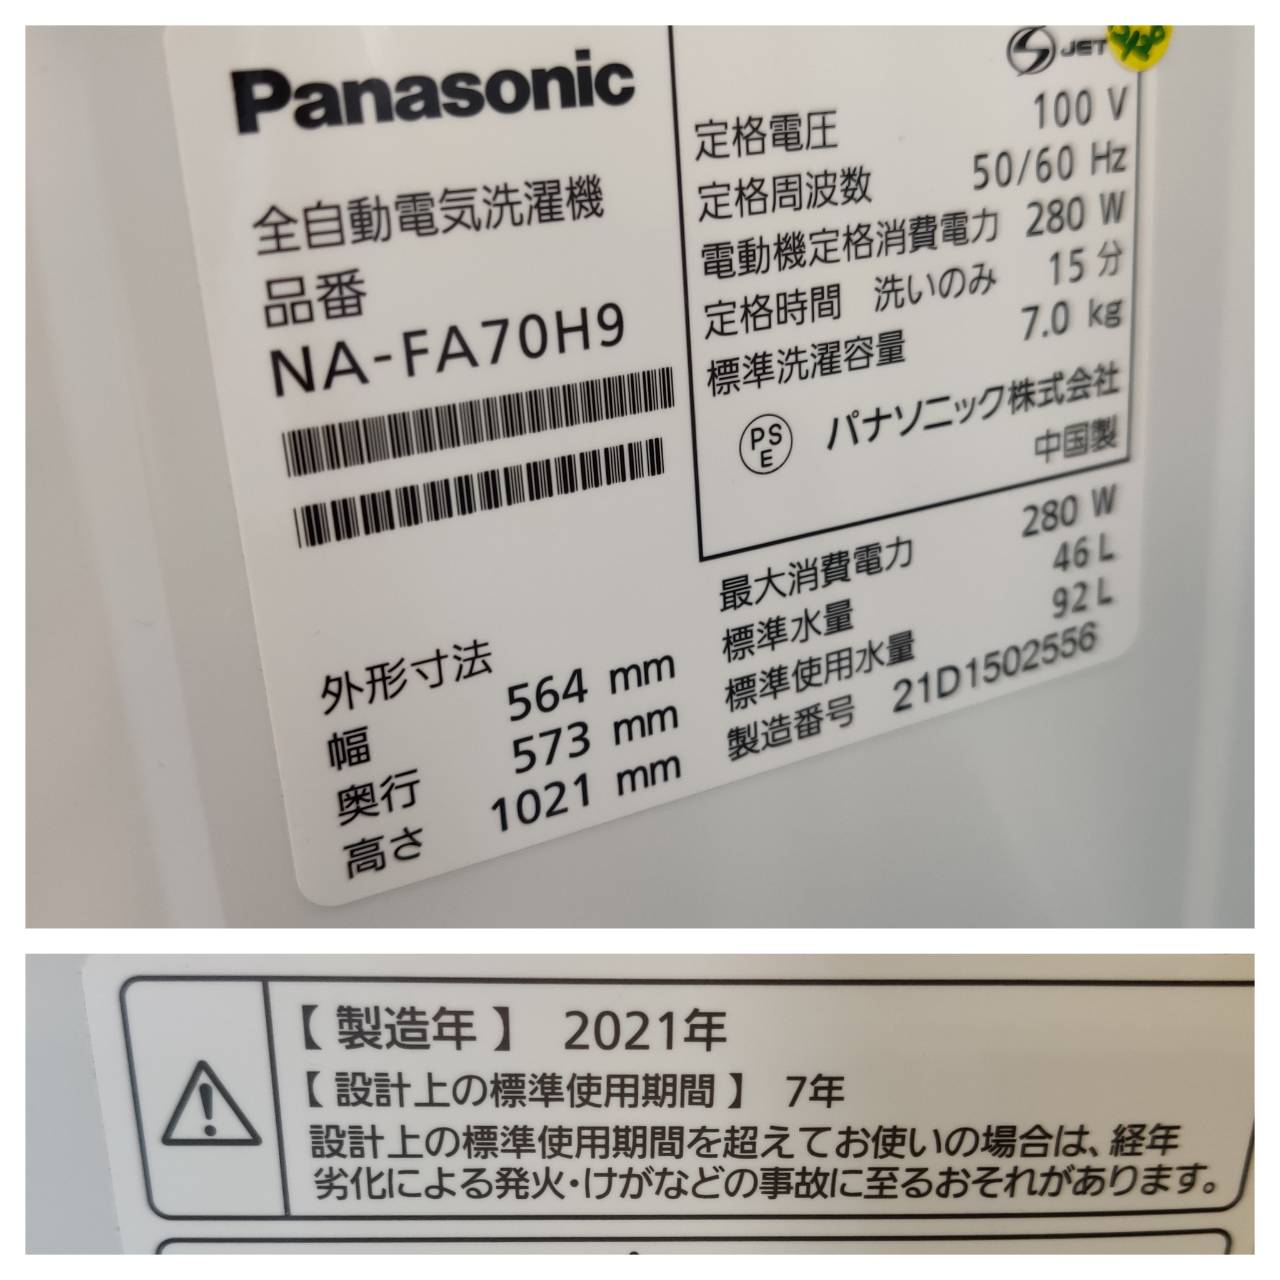 Panasonic
全自動電気洗濯機
品番
NA-FA70H9
外形寸法
幅 564 mm
奥行 573 mm
高さ 1021 mm
JET
定格電圧 100 V
定格周波数 50/60 Hz
電動機定格消費電力 280 W
定格時間 洗いのみ 15 分
標準洗濯容量 7.0 kg
PS
E
パナソニック株式会社
中国製
最大消費電力 280 W
標準水量 46 L
標準使用水量 92 L
製造番号 21D1502556
【 製造年 】 2021年
【 設計上の標準使用期間 】 7年
設計上の標準使用期間を超えてお使いの場合は、経年
劣化による発火・けがなどの事故に至るおそれがあります。